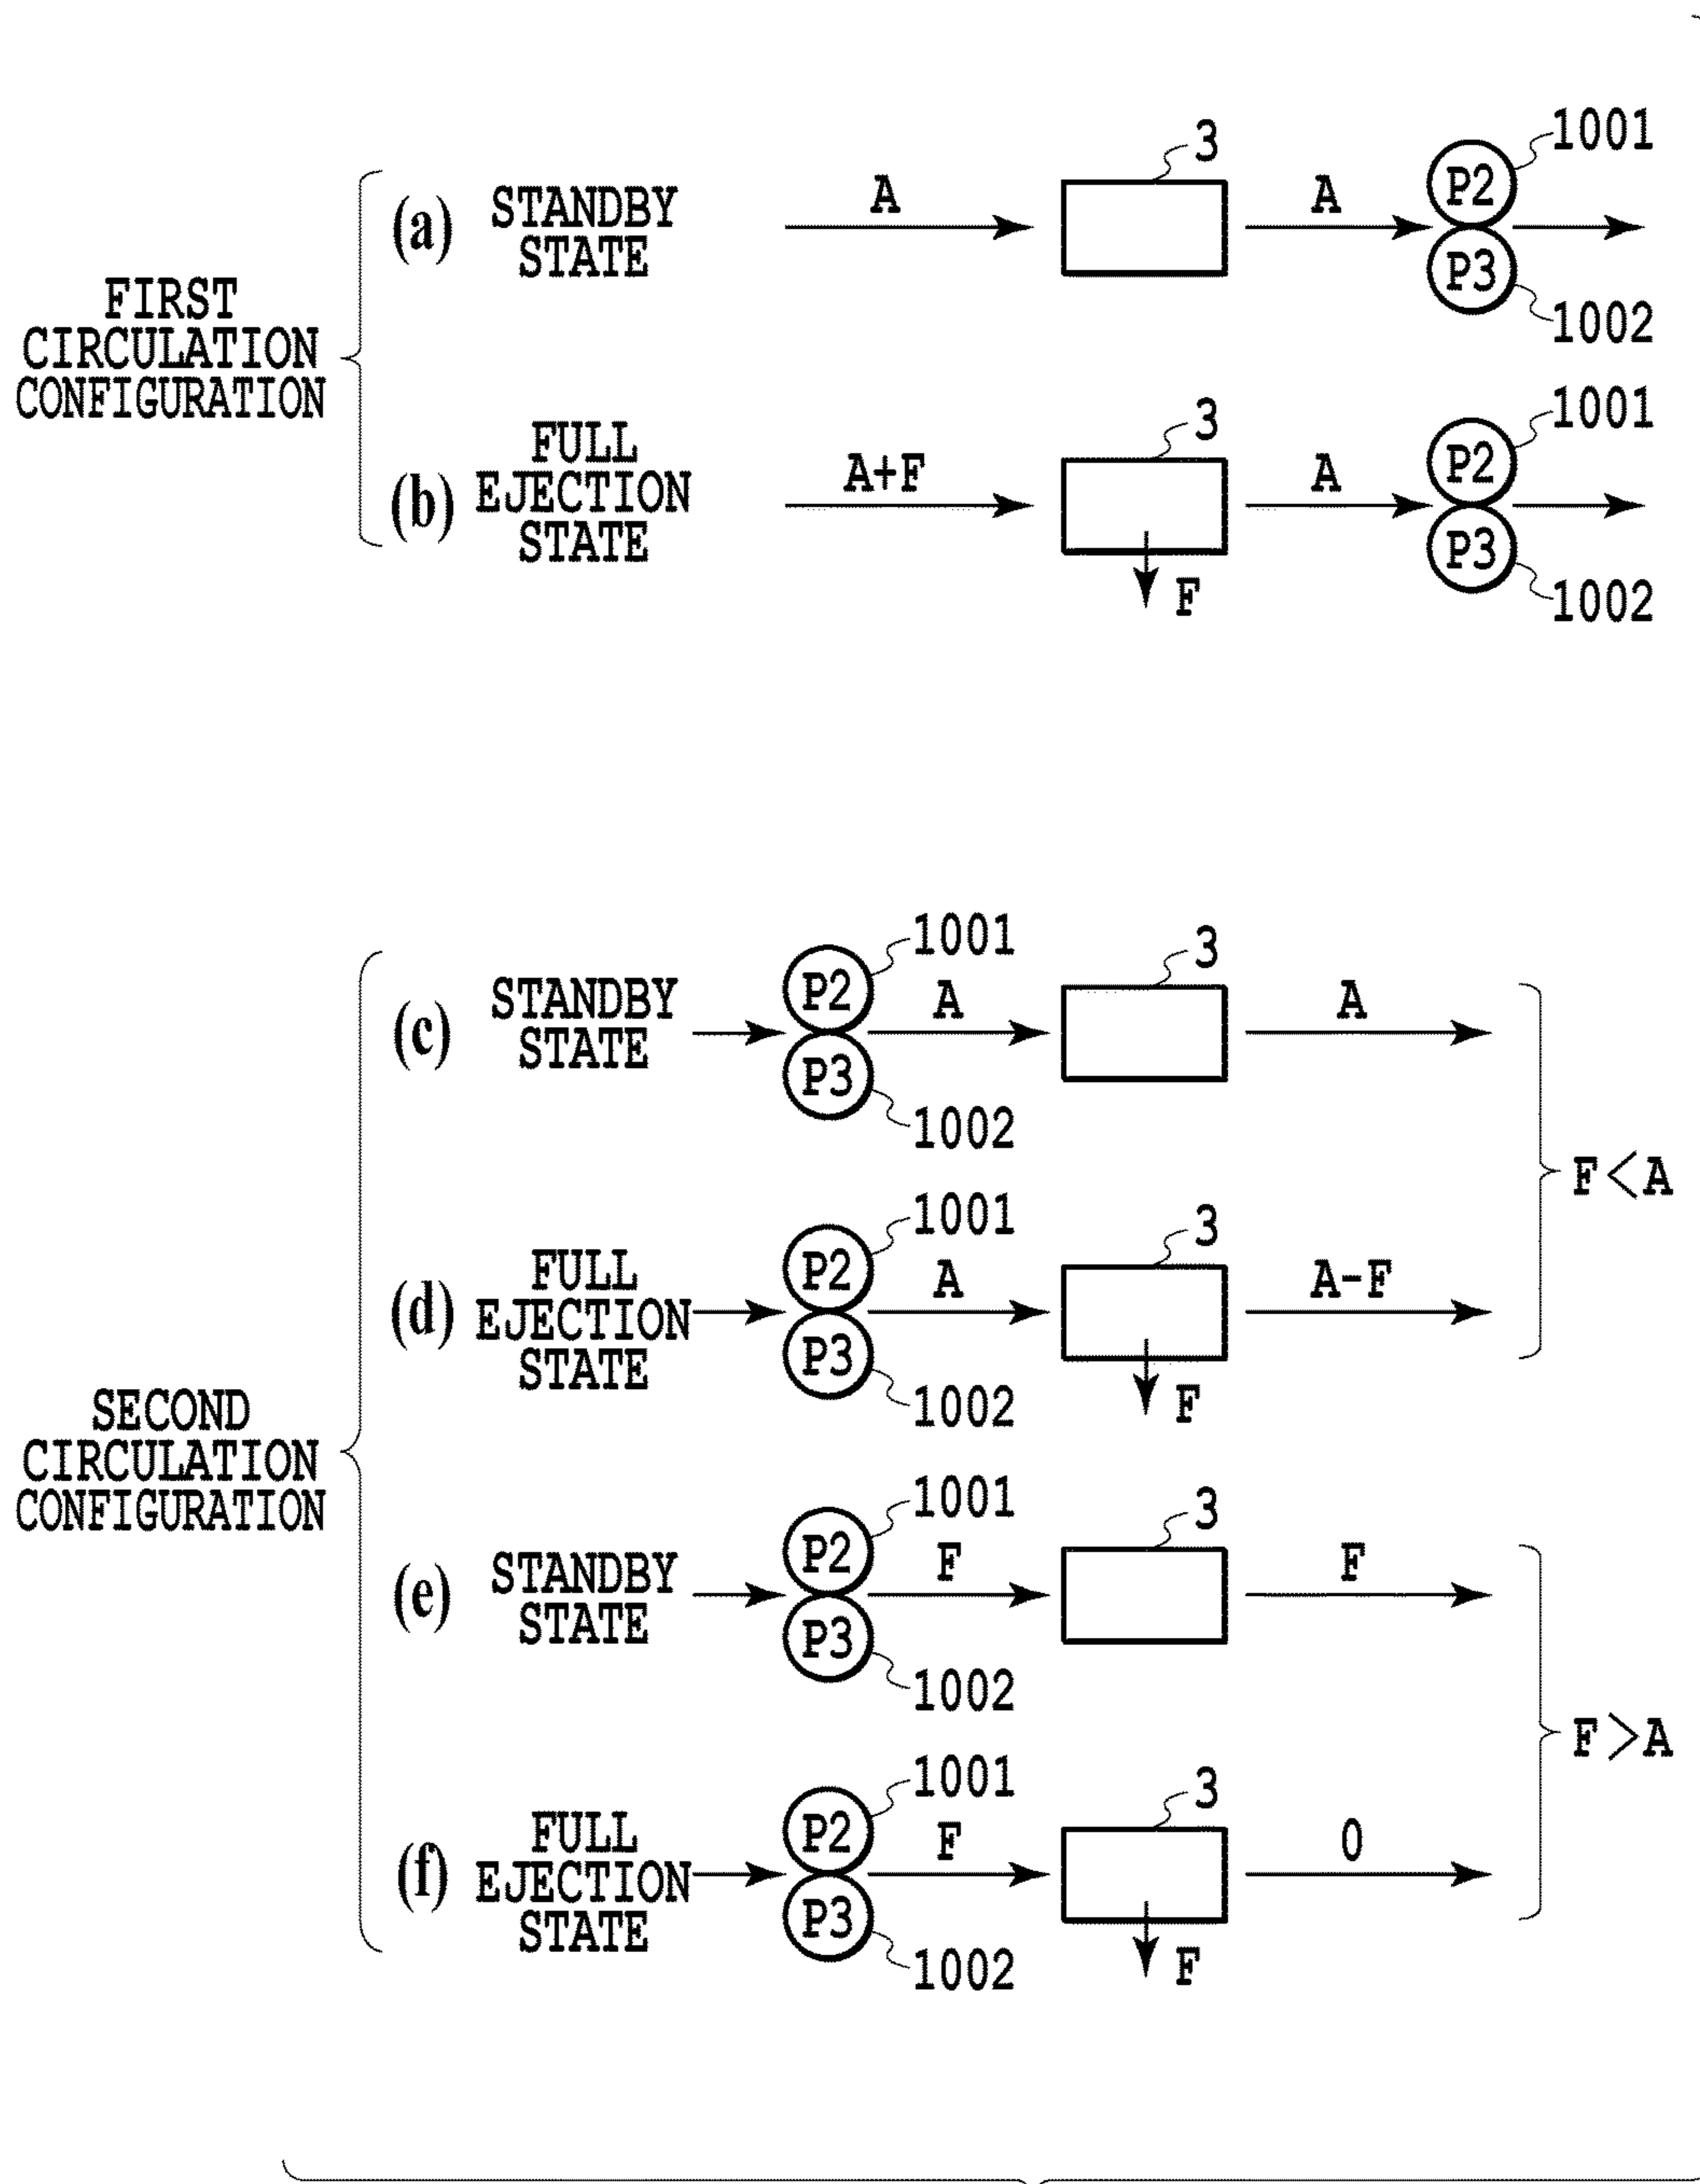 FIRST
CIRCULATION
CONFIGURATION
(a)
STANDBY
STATE
A
3
A
P2
P3
1001
1002
(b)
FULL
EJECTION
STATE
A+F
3
F
A
P2
P3
1001
1002
SECOND
CIRCULATION
CONFIGURATION
(c)
STANDBY
STATE
P2
P3
1001
1002
A
3
A
(d)
FULL
EJECTION
STATE
P2
P3
1001
1002
A
3
F
A-F
F<A
(e)
STANDBY
STATE
P2
P3
1001
1002
F
3
F
(f)
FULL
EJECTION
STATE
P2
P3
1001
1002
F
3
F
0
F>A